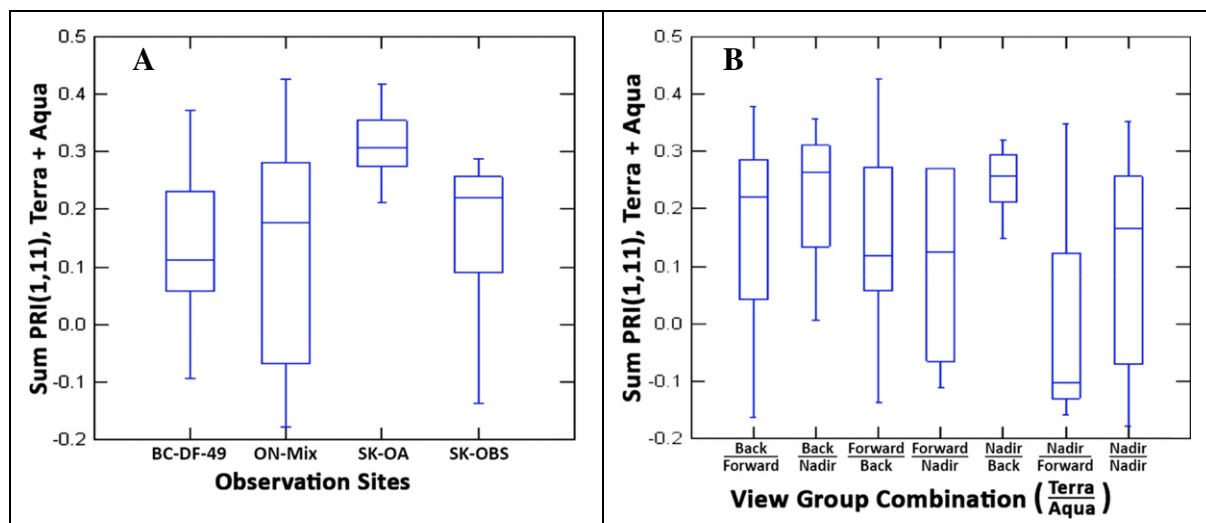 A
Sum PRI(1,11), Terra + Aqua
0.5
0.4
0.3
0.2
0.1
0.0
-0.1
-0.2
BC-DF-49 ON-Mix SK-OA SK-OBS
Observation Sites
B
Sum PRI(1,11), Terra + Aqua
0.5
0.4
0.3
0.2
0.1
0.0
-0.1
-0.2
Back Back Forward Forward Nadir Nadir Nadir
Forward Nadir Back Nadir Back Forward Nadir
View Group Combination (Terra/Aqua)